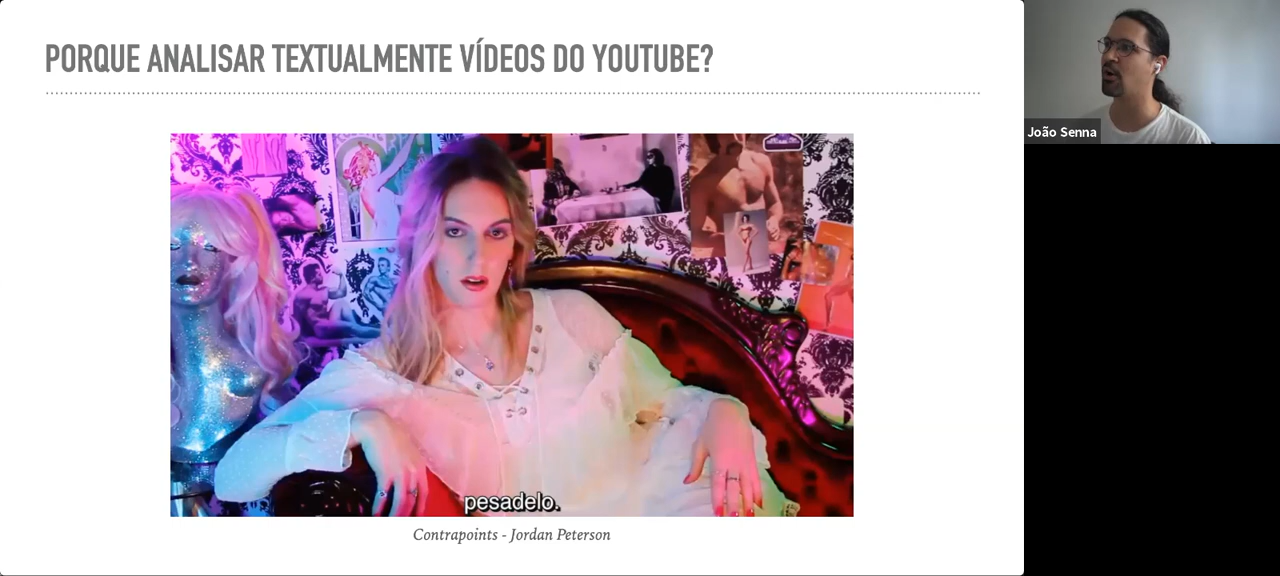 PORQUE ANALISAR TEXTUALMENTE VÍDEOS DO YOUTUBE?
João Senna
pesadelo.
Contrapoints - Jordan Peterson